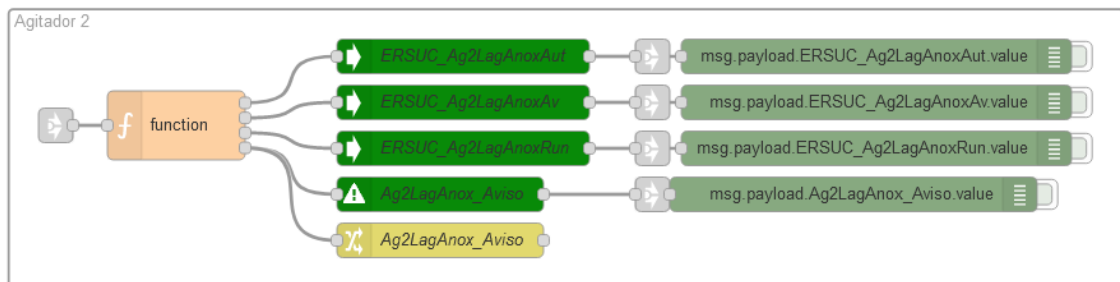 Agitador 2
ERSUC_Ag2LagAnoxAut
msg.payload.ERSUC_Ag2LagAnoxAut.value
ERSUC_Ag2LagAnoxAv
msg.payload.ERSUC_Ag2LagAnoxAv.value
function
ERSUC_Ag2LagAnoxRun
msg.payload.ERSUC_Ag2LagAnoxRun.value
Ag2LagAnox_Aviso
msg.payload.Ag2LagAnox_Aviso.value
Ag2LagAnox_Aviso